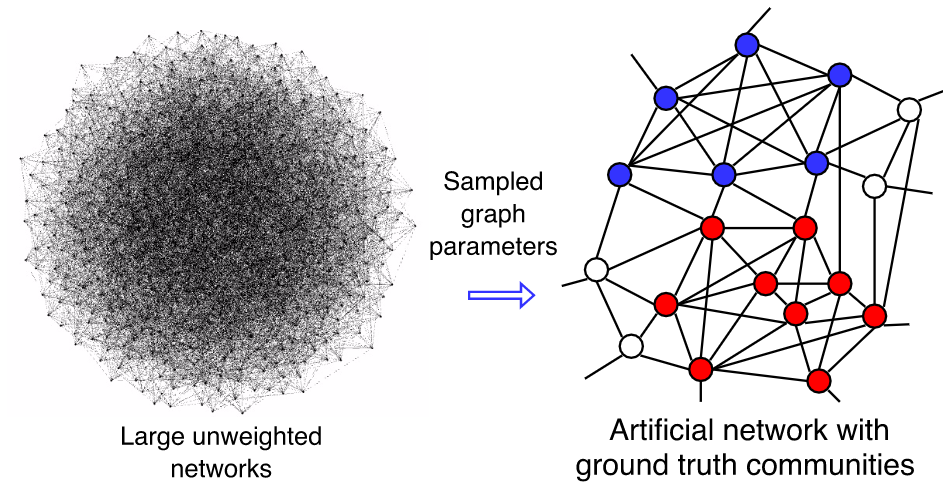 Sampled
graph
parameters
Large unweighted
networks
Artificial network with
ground truth communities